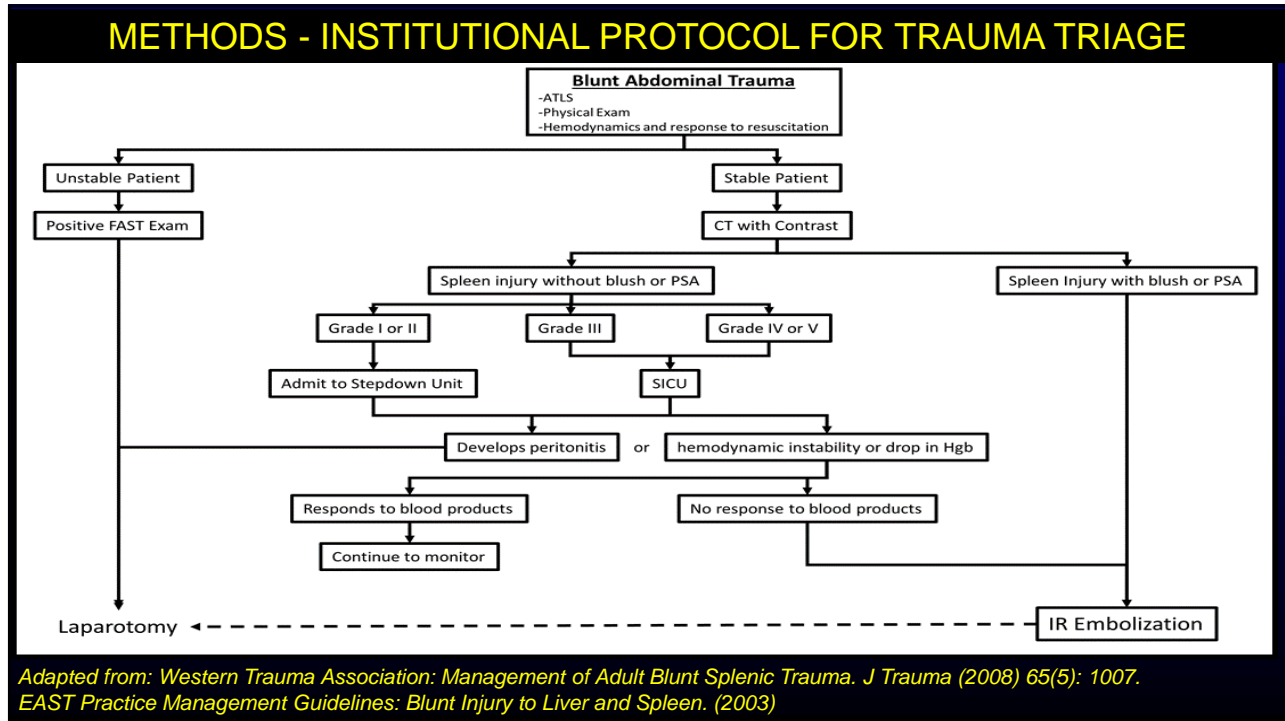 METHODS - INSTITUTIONAL PROTOCOL FOR TRAUMA TRIAGE
Blunt Abdominal Trauma
-ATLS
-Physical Exam
-Hemodynamics and response to resuscitation
Unstable Patient
Stable Patient
Positive FAST Exam
CT with Contrast
Spleen injury without blush or PSA
Spleen Injury with blush or PSA
Grade I or II
Grade III
Grade IV or V
Admit to Stepdown Unit
SICU
Develops peritonitis
or
hemodynamic instability or drop in Hgb
Responds to blood products
No response to blood products
Continue to monitor
Laparotomy
IR Embolization
Adapted from: Western Trauma Association: Management of Adult Blunt Splenic Trauma. J Trauma (2008) 65(5): 1007.
EAST Practice Management Guidelines: Blunt Injury to Liver and Spleen. (2003)